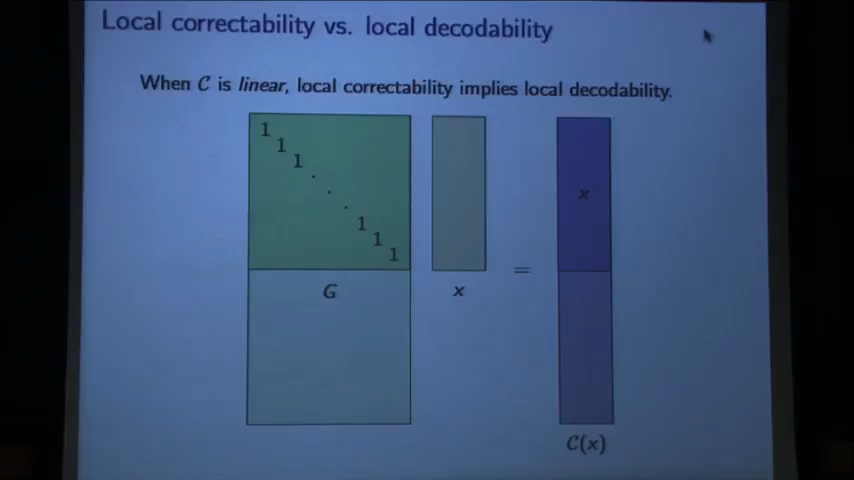 Local correctability vs. local decodability
When C is linear, local correctability implies local decodability.
1
1
1
.
.
.
1
1
1
x
=
G
x
C(x)